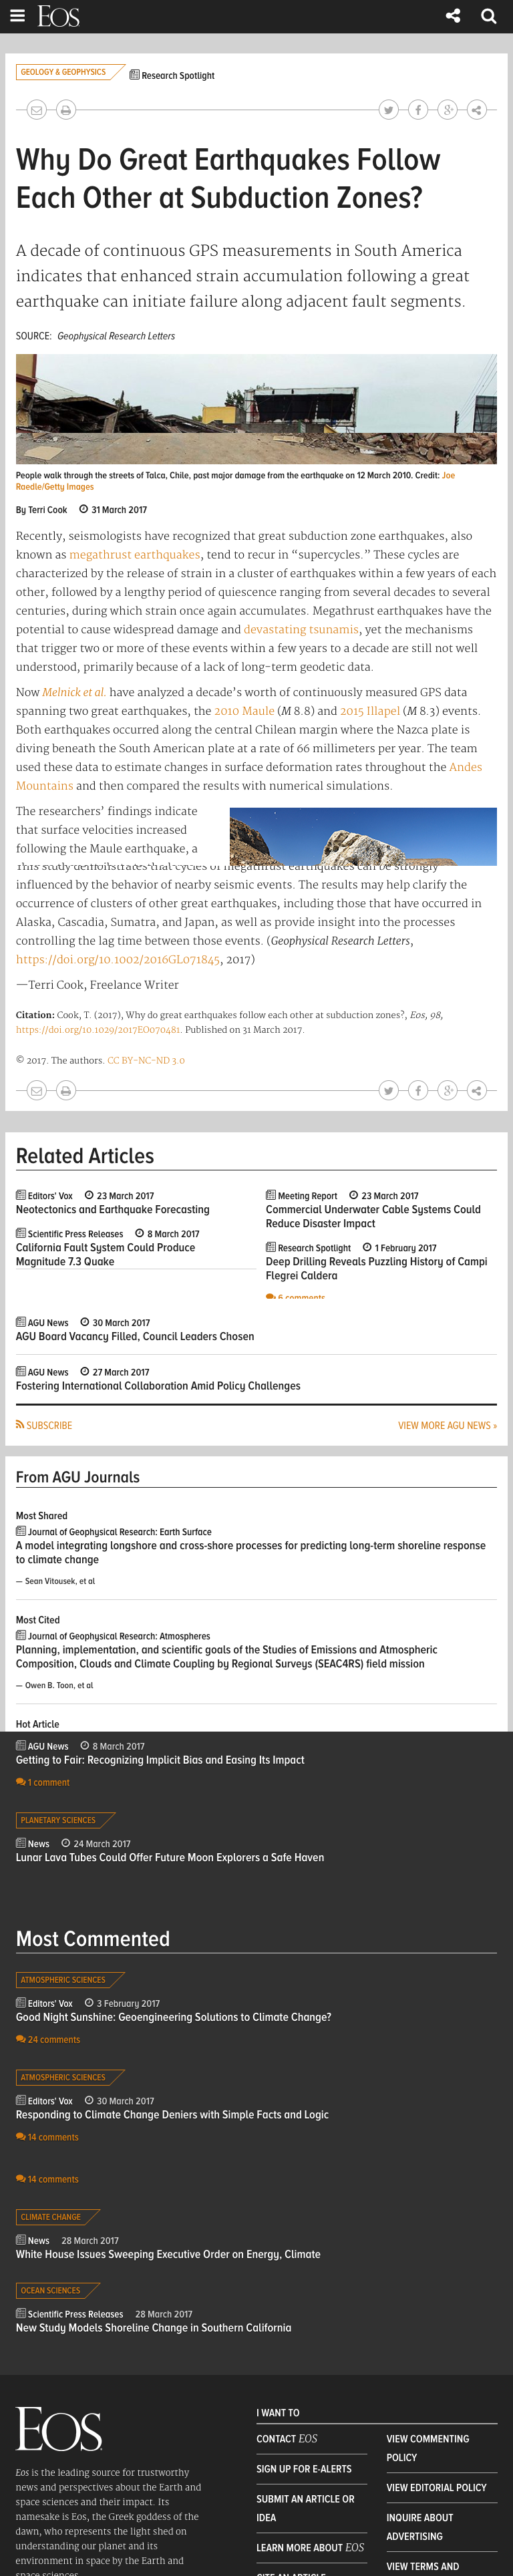 Eos
GEOLOGY & GEOPHYSICS
Research Spotlight
Why Do Great Earthquakes Follow
Each Other at Subduction Zones?
A decade of continuous GPS measurements in South America
indicates that enhanced strain accumulation following a great
earthquake can initiate failure along adjacent fault segments.
SOURCE: Geophysical Research Letters
People walk through the streets of Talca, Chile, past major damage from the earthquake on 12 March 2010. Credit: Joe
Raedle/Getty Images
By Terri Cook 31 March 2017
Recently, seismologists have recognized that great subduction zone earthquakes, also
known as megathrust earthquakes, tend to recur in “supercycles.” These cycles are
characterized by the release of strain in a cluster of earthquakes within a few years of each
other, followed by a lengthy period of quiescence ranging from several decades to several
centuries, during which strain once again accumulates. Megathrust earthquakes have the
potential to cause widespread damage and devastating tsunamis, yet the mechanisms
that trigger two or more of these events within a few years to a decade are still not well
understood, primarily because of a lack of long-term geodetic data.
Now Melnick et al. have analyzed a decade’s worth of continuously measured GPS data
spanning two great earthquakes, the 2010 Maule (M 8.8) and 2015 Illapel (M 8.3) events.
Both earthquakes occurred along the central Chilean margin where the Nazca plate is
diving beneath the South American plate at a rate of 66 millimeters per year. The team
used these data to estimate changes in surface deformation rates throughout the Andes
Mountains and then compared the results with numerical simulations.
The researchers’ findings indicate
that surface velocities increased
following the Maule earthquake, a
This study demonstrates that cycles of megathrust earthquakes can be strongly
influenced by the behavior of nearby seismic events. The results may help clarify the
occurrence of clusters of other great earthquakes, including those that have occurred in
Alaska, Cascadia, Sumatra, and Japan, as well as provide insight into the processes
controlling the lag time between those events. (Geophysical Research Letters,
https://doi.org/10.1002/2016GL071845, 2017)
—Terri Cook, Freelance Writer
Citation: Cook, T. (2017), Why do great earthquakes follow each other at subduction zones?, Eos, 98,
https://doi.org/10.1029/2017EO070481. Published on 31 March 2017.
© 2017. The authors. CC BY-NC-ND 3.0
Related Articles
Editors' Vox 23 March 2017
Neotectonics and Earthquake Forecasting
Scientific Press Releases 8 March 2017
California Fault System Could Produce
Magnitude 7.3 Quake
Meeting Report 23 March 2017
Commercial Underwater Cable Systems Could
Reduce Disaster Impact
Research Spotlight 1 February 2017
Deep Drilling Reveals Puzzling History of Campi
Flegrei Caldera
6 comments
AGU News 30 March 2017
AGU Board Vacancy Filled, Council Leaders Chosen
AGU News 27 March 2017
Fostering International Collaboration Amid Policy Challenges
SUBSCRIBE
VIEW MORE AGU NEWS »
From AGU Journals
Most Shared
Journal of Geophysical Research: Earth Surface
A model integrating longshore and cross-shore processes for predicting long-term shoreline response
to climate change
— Sean Vitousek, et al
Most Cited
Journal of Geophysical Research: Atmospheres
Planning, implementation, and scientific goals of the Studies of Emissions and Atmospheric
Composition, Clouds and Climate Coupling by Regional Surveys (SEAC4RS) field mission
— Owen B. Toon, et al
Hot Article
AGU News 8 March 2017
Getting to Fair: Recognizing Implicit Bias and Easing Its Impact
1 comment
PLANETARY SCIENCES
News 24 March 2017
Lunar Lava Tubes Could Offer Future Moon Explorers a Safe Haven
Most Commented
ATMOSPHERIC SCIENCES
Editors' Vox 3 February 2017
Good Night Sunshine: Geoengineering Solutions to Climate Change?
24 comments
ATMOSPHERIC SCIENCES
Editors' Vox 30 March 2017
Responding to Climate Change Deniers with Simple Facts and Logic
14 comments
14 comments
CLIMATE CHANGE
News 28 March 2017
White House Issues Sweeping Executive Order on Energy, Climate
OCEAN SCIENCES
Scientific Press Releases 28 March 2017
New Study Models Shoreline Change in Southern California
Eos
Eos is the leading source for trustworthy
news and perspectives about the Earth and
space sciences and their impact. Its
namesake is Eos, the Greek goddess of the
dawn, who represents the light shed on
understanding our planet and its
environment in space by the Earth and
space sciences.
I WANT TO
CONTACT EOS
SIGN UP FOR E-ALERTS
SUBMIT AN ARTICLE OR
IDEA
LEARN MORE ABOUT EOS
CITE AN ARTICLE
VIEW COMMENTING
POLICY
VIEW EDITORIAL POLICY
INQUIRE ABOUT
ADVERTISING
VIEW TERMS AND